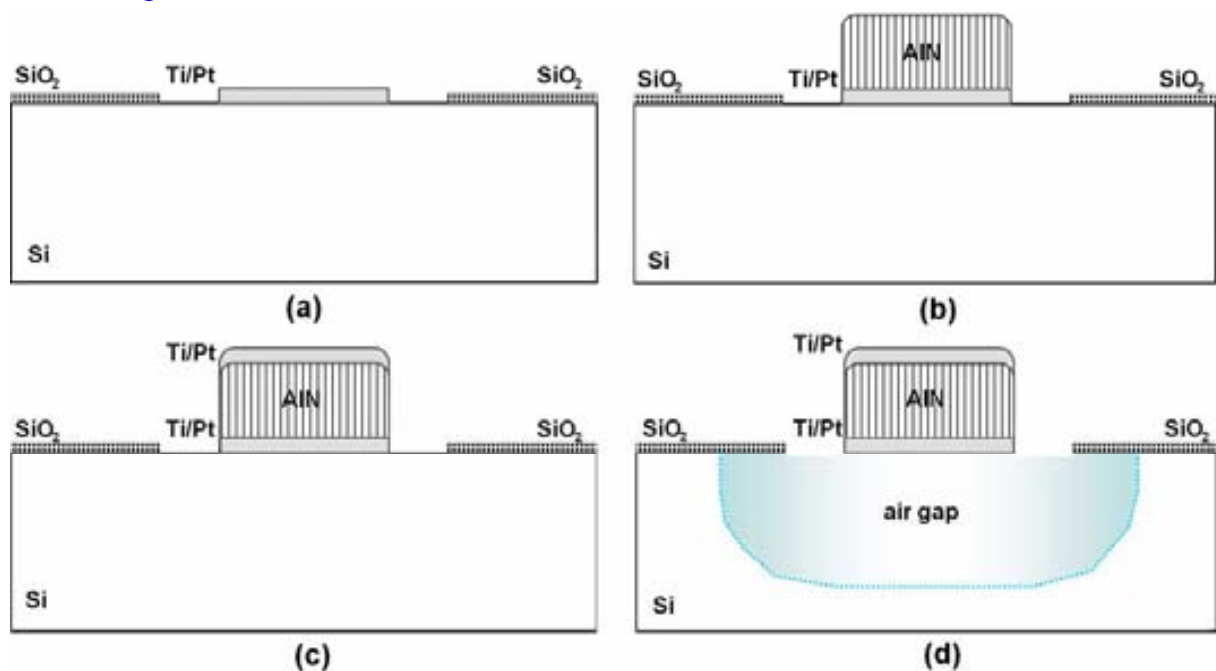 SiO₂ Ti/Pt SiO₂
Si
(a)
AlN
Ti/Pt
SiO₂ SiO₂
Si
(b)
Ti/Pt
AlN
SiO₂ Ti/Pt SiO₂
Si
(c)
Ti/Pt
AlN
SiO₂ Ti/Pt SiO₂
air gap
Si
(d)